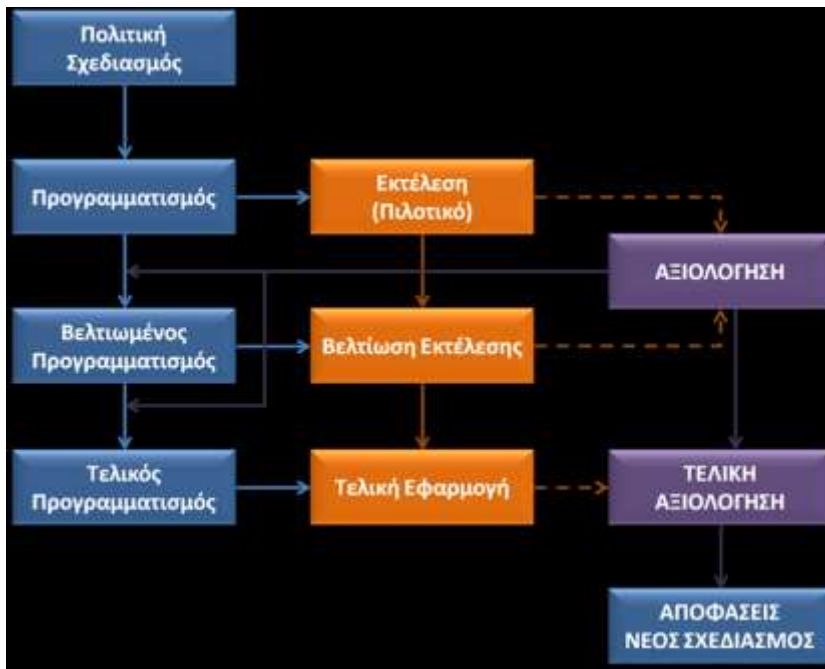 Πολιτική
Σχεδιασμός
Προγραμματισμός
Εκτέλεση
(Πιλοτικό)
ΑΞΙΟΛΟΓΗΣΗ
Βελτιωμένος
Προγραμματισμός
Βελτίωση Εκτέλεσης
Τελικός
Προγραμματισμός
Τελική Εφαρμογή
ΤΕΛΙΚΗ
ΑΞΙΟΛΟΓΗΣΗ
ΑΠΟΦΑΣΕΙΣ
ΝΕΟΣ ΣΧΕΔΙΑΣΜΟΣ